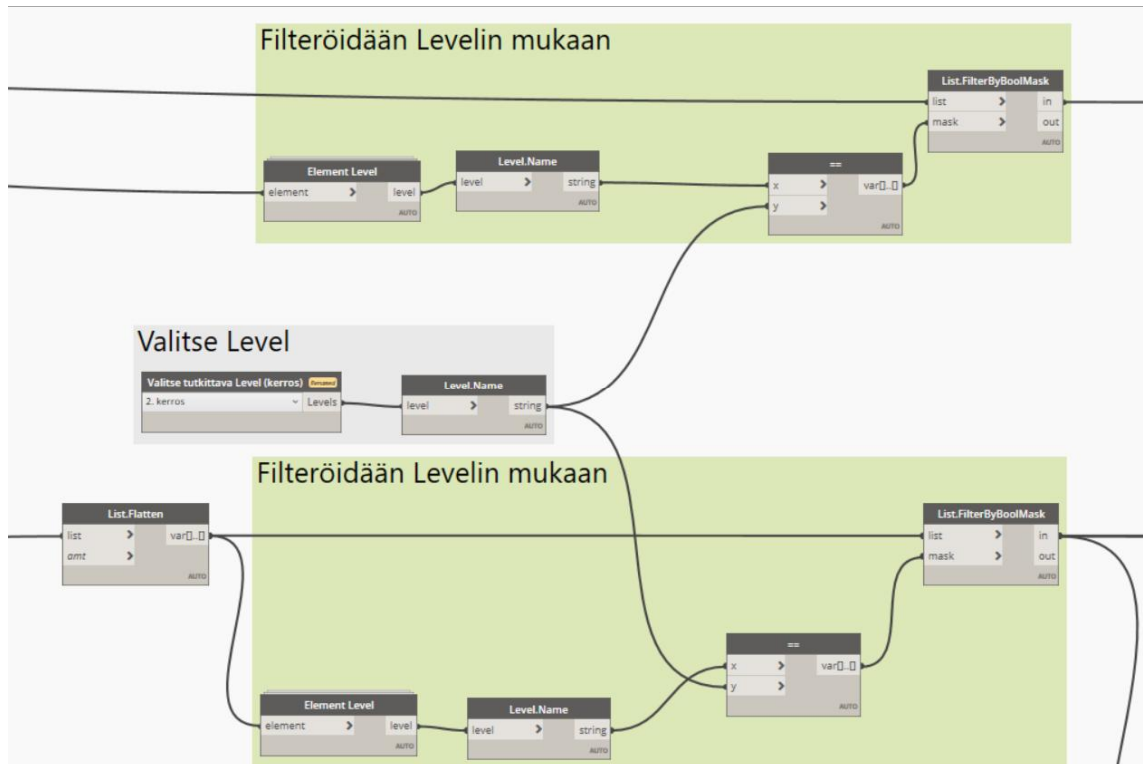 Filteröidään Levelin mukaan
List.FilterByBoolMask
list > in
mask > out
AUTO
Element Level
element > level
AUTO
Level.Name
level > string
AUTO
==
x > var[]..[]
y >
AUTO
Valitse Level
Valitse tutkittava Level (kerros) Renamed
2. kerros Levels
Level.Name
level > string
AUTO
Filteröidään Levelin mukaan
List.Flatten
list > var[]..[]
amt >
AUTO
List.FilterByBoolMask
list > in
mask > out
AUTO
==
x > var[]..[]
y >
AUTO
Element Level
element > level
AUTO
Level.Name
level > string
AUTO